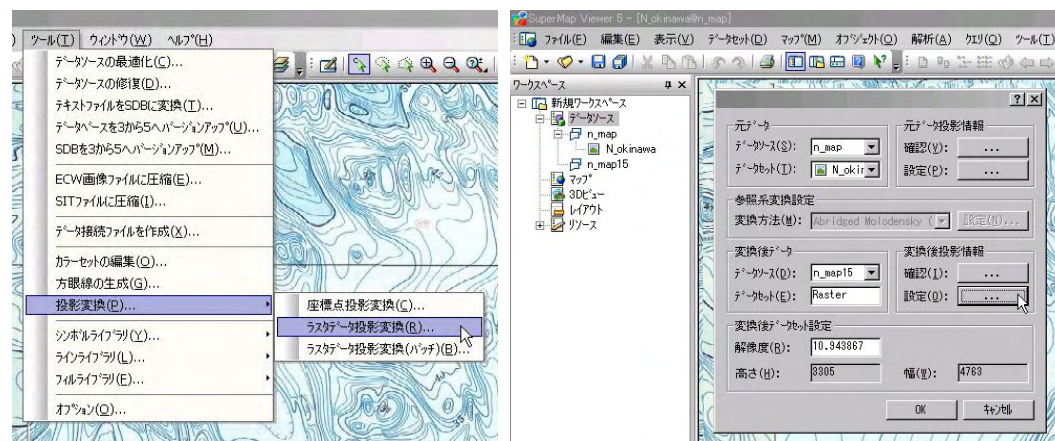 ツール(T) ウィントﾞウ(W) ヘルプ(H)
データソースの最適化(C)...
データソースの修復(D)...
テキストファイルをSDBに変換(T)...
データベースを3から5へバージョンアップ(U)...
SDBを3から5へバージョンアップ(M)...
ECW画像ファイルに圧縮(E)...
SITファイルに圧縮(I)...
データ接続ファイルを作成(X)...
カラーセットの編集(O)...
方眼線の生成(G)...
投影変換(P)...
シンボルライブラリ(Y)...
ラインライブラリ(L)...
フィルライブラリ(F)...
オプション(O)...
座標点投影変換(C)...
ラスタデータ投影変換(R)...
ラスタデータ投影変換(バッチ)(B)...
SuperMap Viewer 5 - [N_okinawa@n_map]
ファイル(F) 編集(E) 表示(V) データセット(D) マップ(M) オブジェクト(O) 解析(A) クエリ(Q) ツール(T)
ワークスペース
新規ワークスペース
データソース
n_map
N_okinawa
n_map15
マップ
3Dビュー
レイアウト
リソース
元データ
データソース(S): n_map
データセット(T): N_okir
元データ投影情報
確認(V): ...
設定(P): ...
参照系変換設定
変換方法(M): Abridged Molodensky ( 設定(N)...
変換後データ
データソース(D): n_map15
データセット(E): Raster
変換後投影情報
確認(I): ...
設定(O): ...
変換後データセット設定
解像度(R): 10.943867
高さ(H): 3305 幅(W): 4763
OK キャンセル